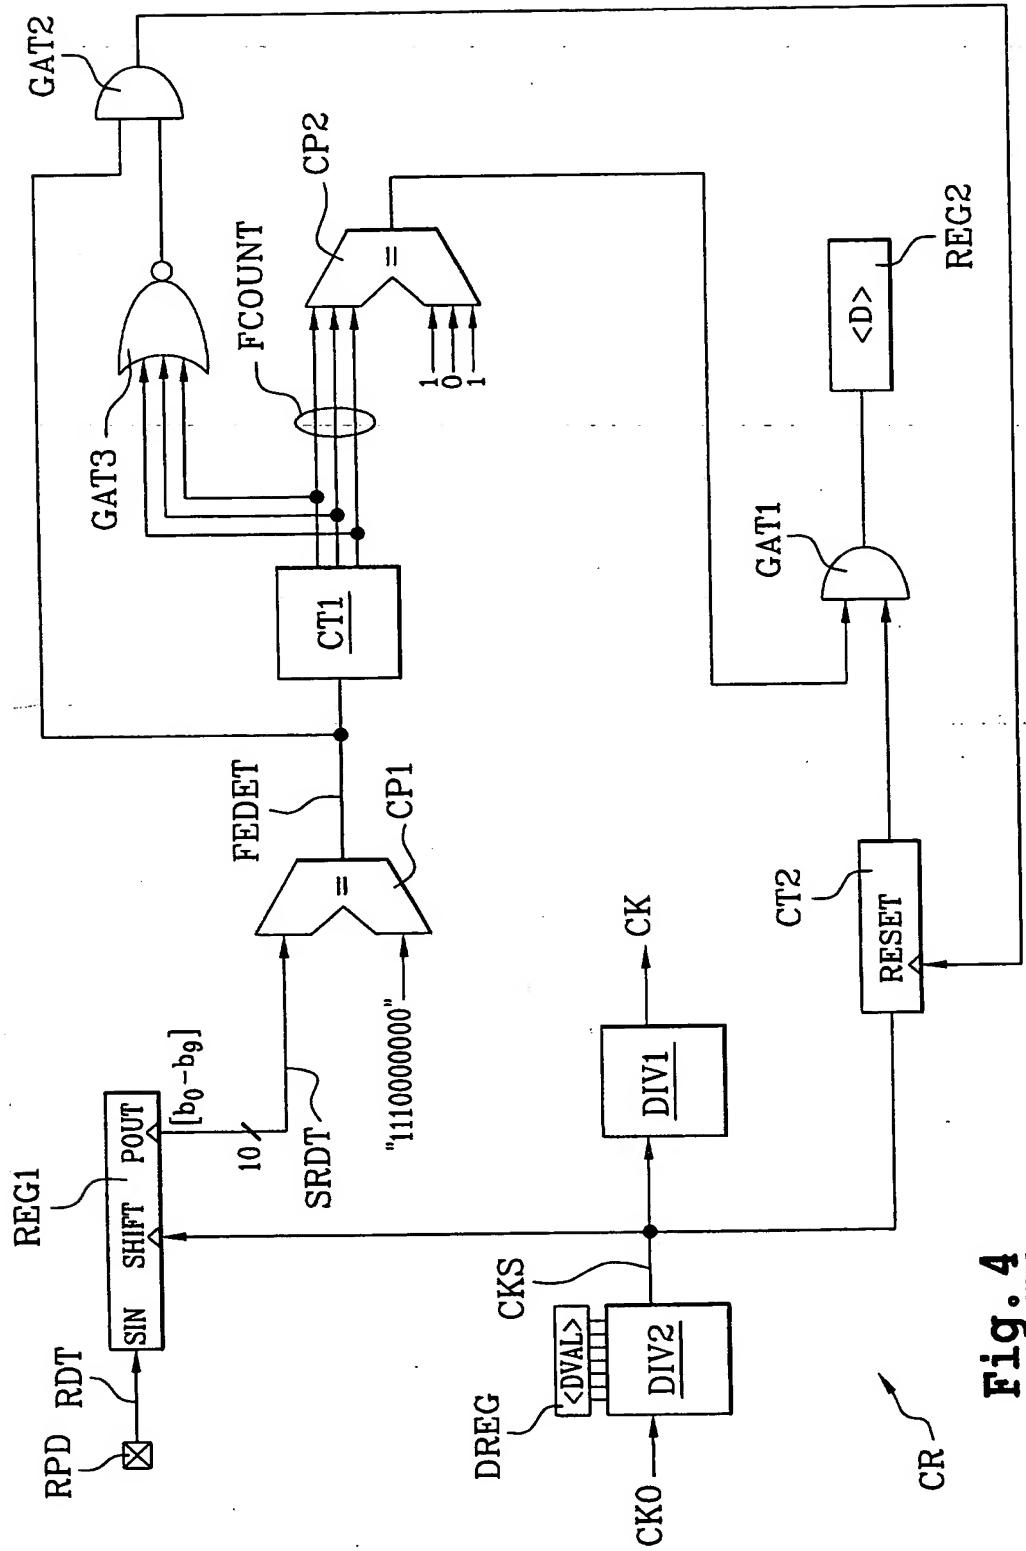 GAT2
GAT3
FCOUNT
CP2
=
1
0
1
CT1
FEDET
CP1
=
"1110000000"
REG2
<D>
GAT1
REG1
SIN SHIFT POUT
[b0-b9]
10
SRDT
RPD RDT
CK
DIV1
CT2
RESET
CKS
DREG
<DVAL>
DIV2
CK0
CR
Fig. 4